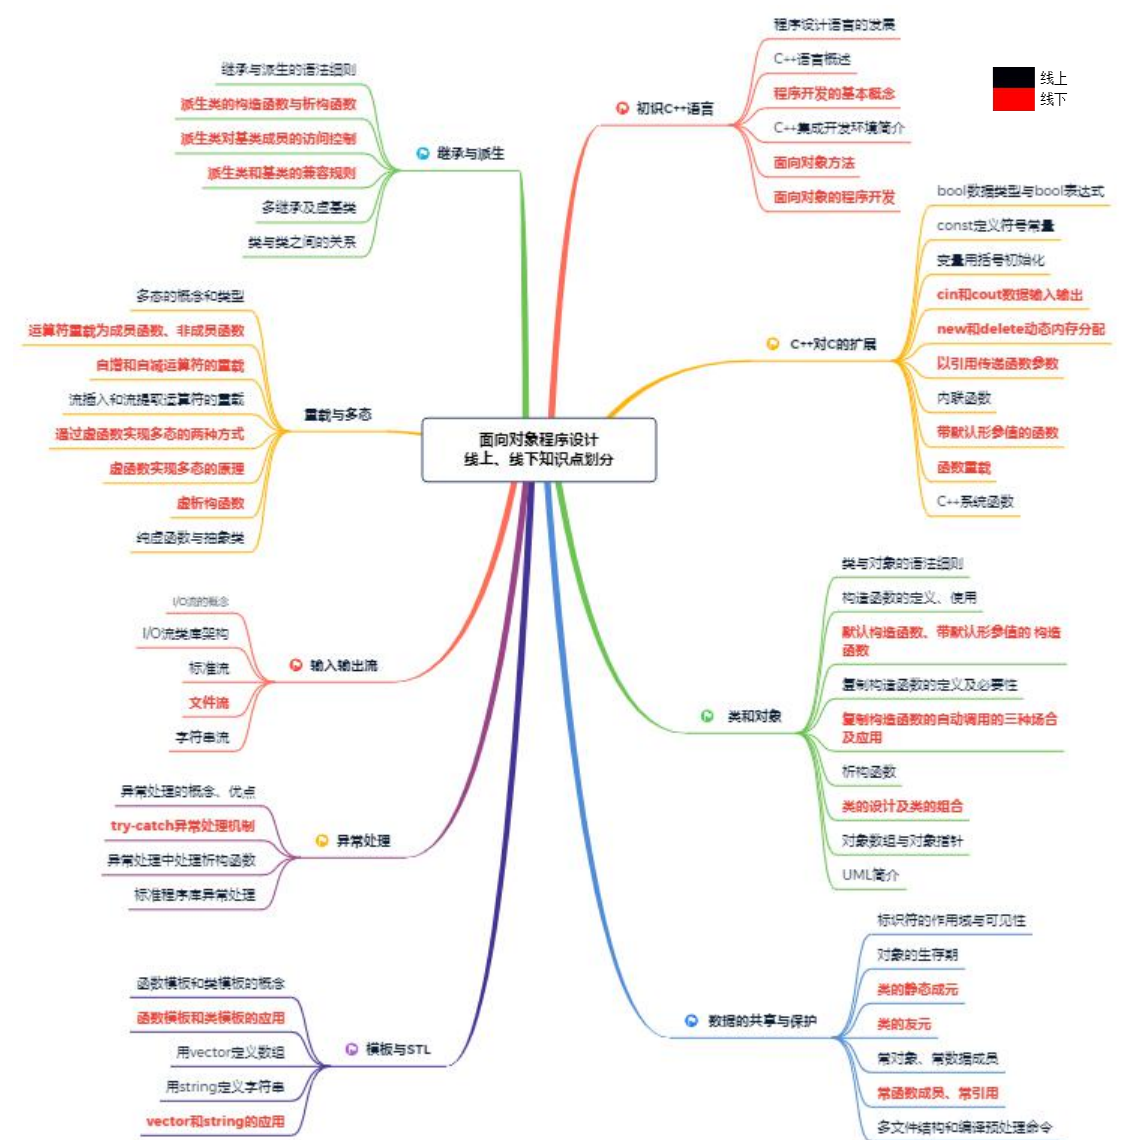 面向对象程序设计
线上、线下知识点划分
线上
线下
初识C++语言
程序设计语言的发展
C++语言概述
程序开发的基本概念
C++集成开发环境简介
面向对象方法
面向对象的程序开发
C++对C的扩展
bool数据类型与bool表达式
const定义符号常量
变量用括号初始化
cin和cout数据输入输出
new和delete动态内存分配
以引用传递函数参数
内联函数
带默认形参值的函数
函数重载
C++系统函数
类和对象
类与对象的语法细则
构造函数的定义、使用
默认构造函数、带默认形参值的 构造
函数
复制构造函数的定义及必要性
复制构造函数的自动调用的三种场合
及应用
析构函数
类的设计及类的组合
对象数组与对象指针
UML简介
数据的共享与保护
标识符的作用域与可见性
对象的生存期
类的静态成元
类的友元
常对象、常数据成员
常函数成员、常引用
多文件结构和编译预处理命令
继承与派生
继承与派生的语法细则
派生类的构造函数与析构函数
派生类对基类成员的访问控制
派生类和基类的兼容规则
多继承及虚基类
类与类之间的关系
重载与多态
多态的概念和类型
运算符重载为成员函数、非成员函数
自增和自减运算符的重载
流插入和流提取运算符的重载
通过虚函数实现多态的两种方式
虚函数实现多态的原理
虚析构函数
纯虚函数与抽象类
输入输出流
I/O流的概念
I/O流类库架构
标准流
文件流
字符串流
异常处理
异常处理的概念、优点
try-catch异常处理机制
异常处理中处理析构函数
标准程序库异常处理
模板与STL
函数模板和类模板的概念
函数模板和类模板的应用
用vector定义数组
用string定义字符串
vector和string的应用